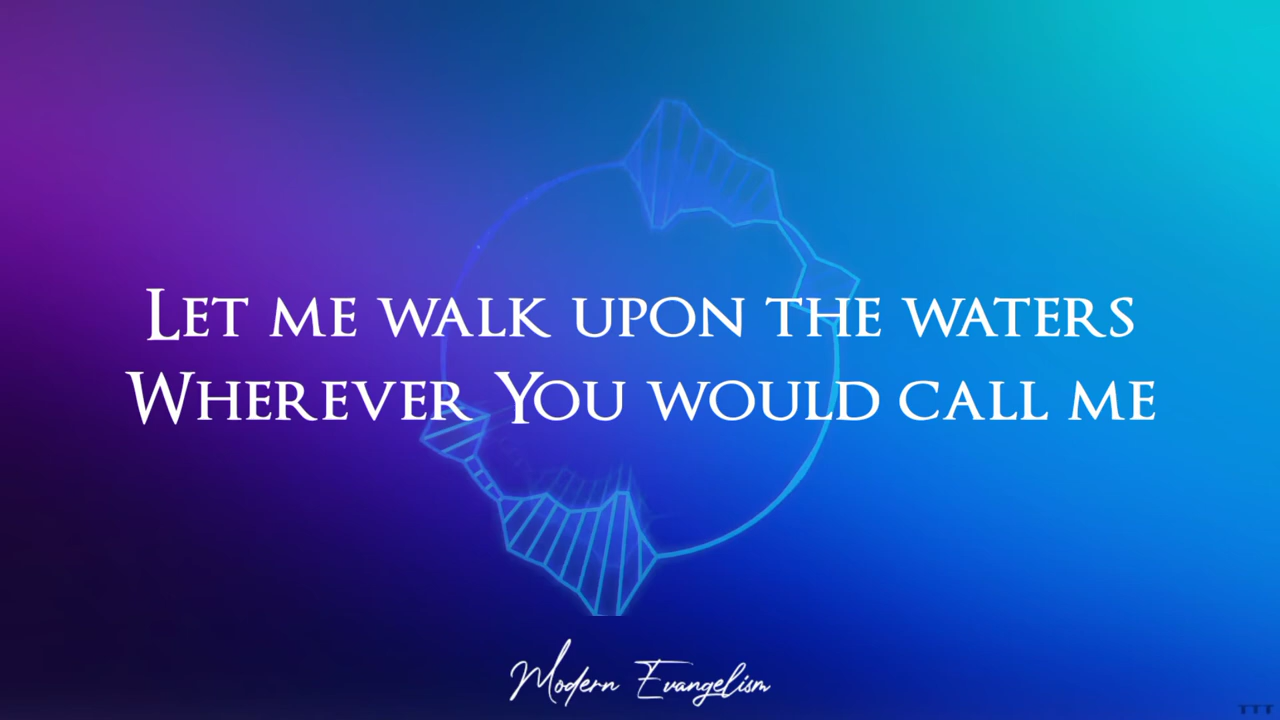 Let me walk upon the waters
Wherever You would call me
Modern Evangelism